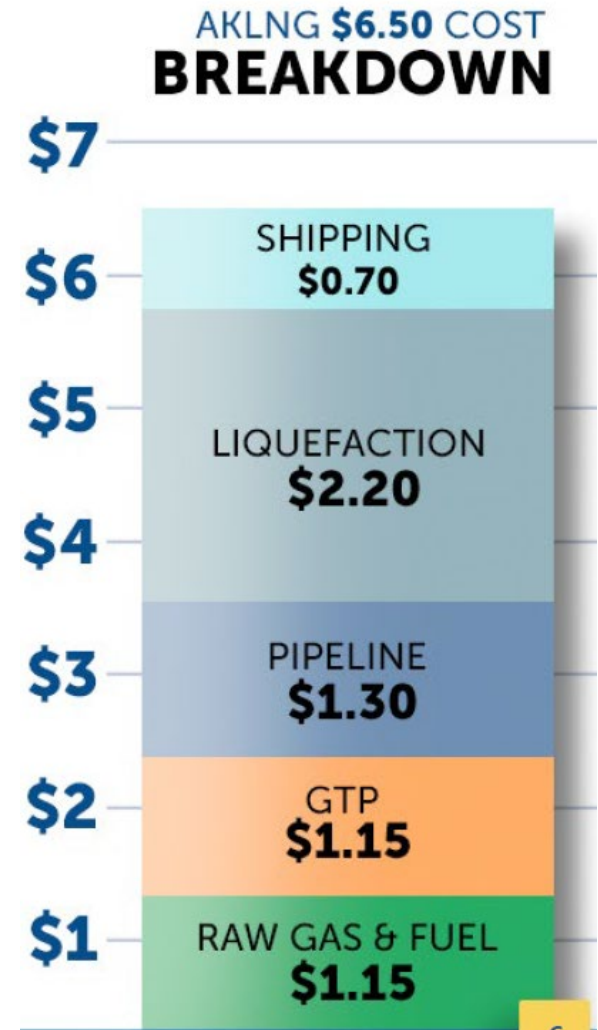 AKLNG $6.50 COST
BREAKDOWN
$7
SHIPPING
$6
$0.70
$5
LIQUEFACTION
$2.20
$4
PIPELINE
$3
$1.30
GTP
$2
$1.15
RAW GAS & FUEL
$1
$1.15